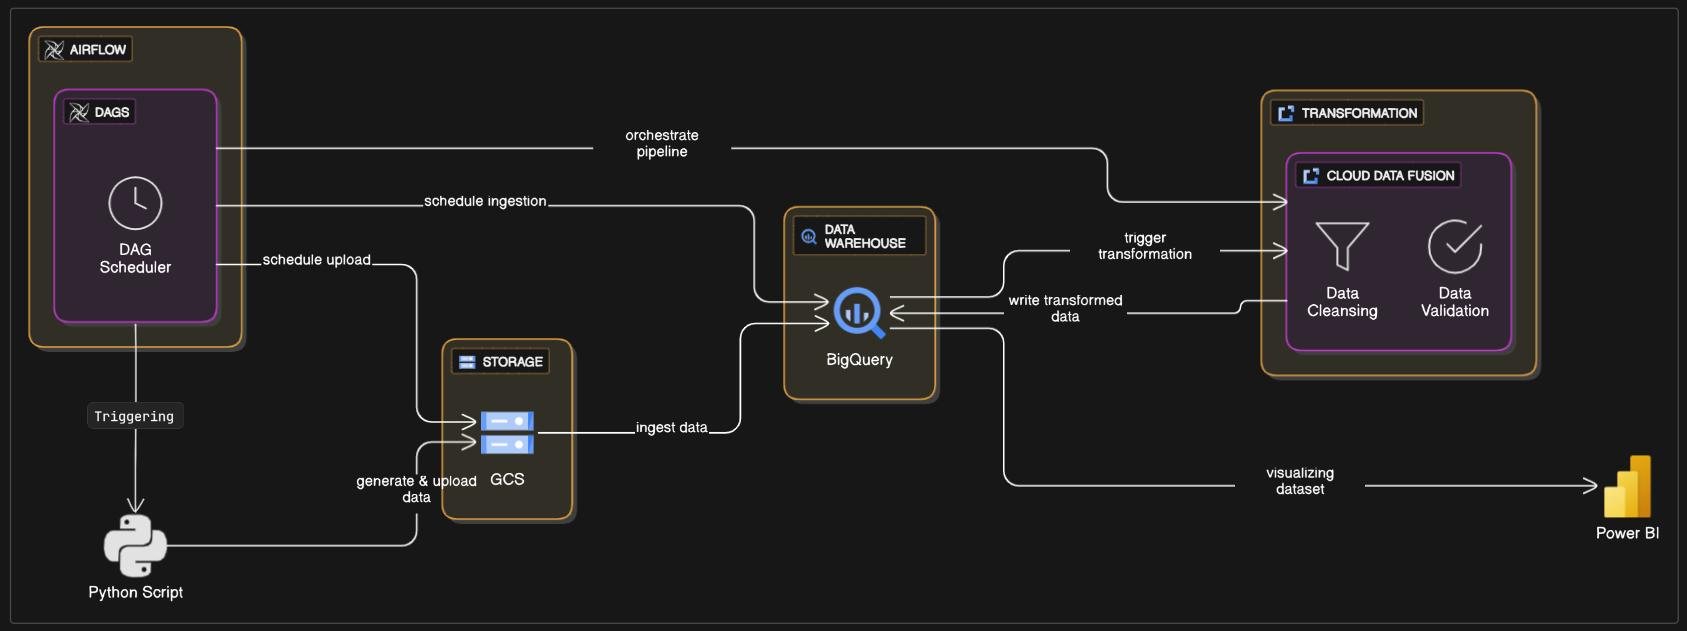 AIRFLOW
DAGS
DAG
Scheduler
orchestrate
pipeline
schedule ingestion
schedule upload
Triggering
Python Script
generate & upload
data
STORAGE
GCS
ingest data
DATA
WAREHOUSE
BigQuery
trigger
transformation
write transformed
data
TRANSFORMATION
CLOUD DATA FUSION
Data
Cleansing
Data
Validation
visualizing
dataset
Power BI